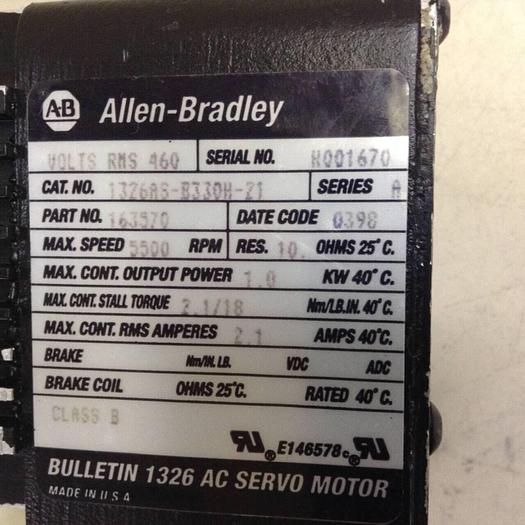 A-B Allen-Bradley
VOLTS RMS 460 SERIAL NO. H001670
CAT. NO. 1326AS-B330H-21 SERIES A
PART NO. 163570 DATE CODE 0398
MAX. SPEED 5500 RPM RES. 10. OHMS 25°C.
MAX. CONT. OUTPUT POWER 1.0 KW 40°C.
MAX. CONT. STALL TORQUE 2.1/18 Nm/LB.IN. 40°C.
MAX. CONT. RMS AMPERES 2.1 AMPS 40°C.
BRAKE Nm/IN. LB. VDC ADC
BRAKE COIL OHMS 25°C. RATED 40°C.
CLASS B
RU® E146578 c RU®
BULLETIN 1326 AC SERVO MOTOR
MADE IN U S A